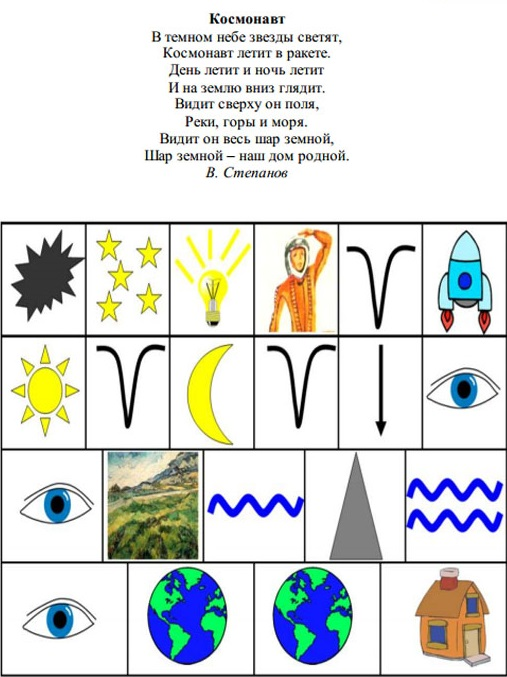 Космонавт
В темном небе звезды светят,
Космонавт летит в ракете.
День летит и ночь летит
И на землю вниз глядит.
Видит сверху он поля,
Реки, горы и моря.
Видит он весь шар земной,
Шар земной – наш дом родной.
В. Степанов